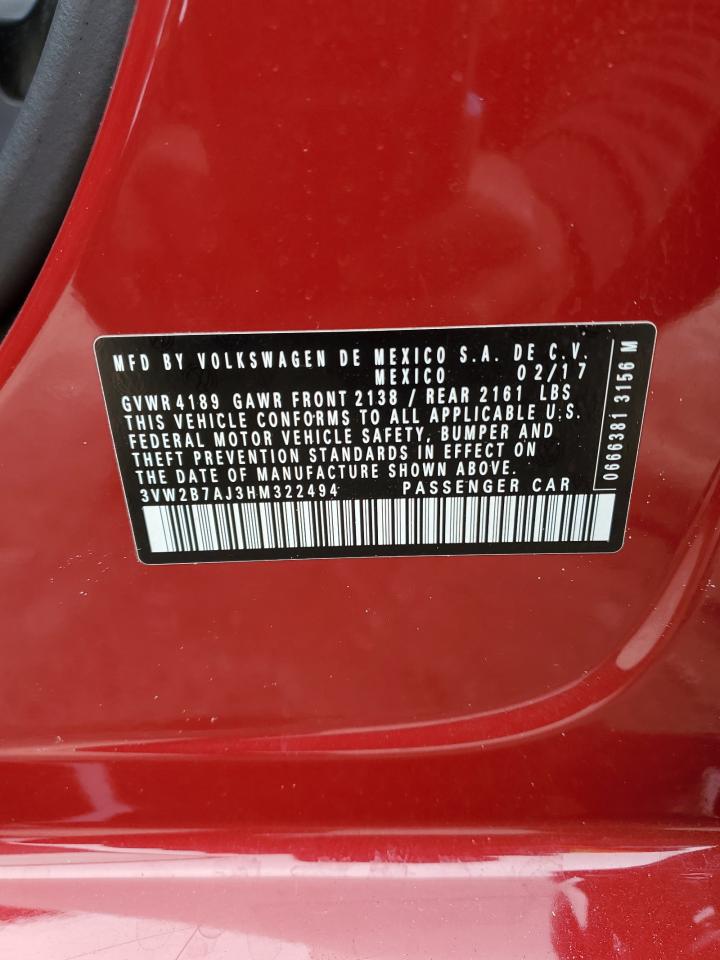 MFD BY VOLKSWAGEN DE MEXICO S.A. DE C.V.
MEXICO 02/17
GVWR 4189 GAWR FRONT 2138 / REAR 2161 LBS
THIS VEHICLE CONFORMS TO ALL APPLICABLE U.S.
FEDERAL MOTOR VEHICLE SAFETY, BUMPER AND
THEFT PREVENTION STANDARDS IN EFFECT ON
THE DATE OF MANUFACTURE SHOWN ABOVE.
3VW2B7AJ3HM322494 PASSENGER CAR
0666381 3156 M